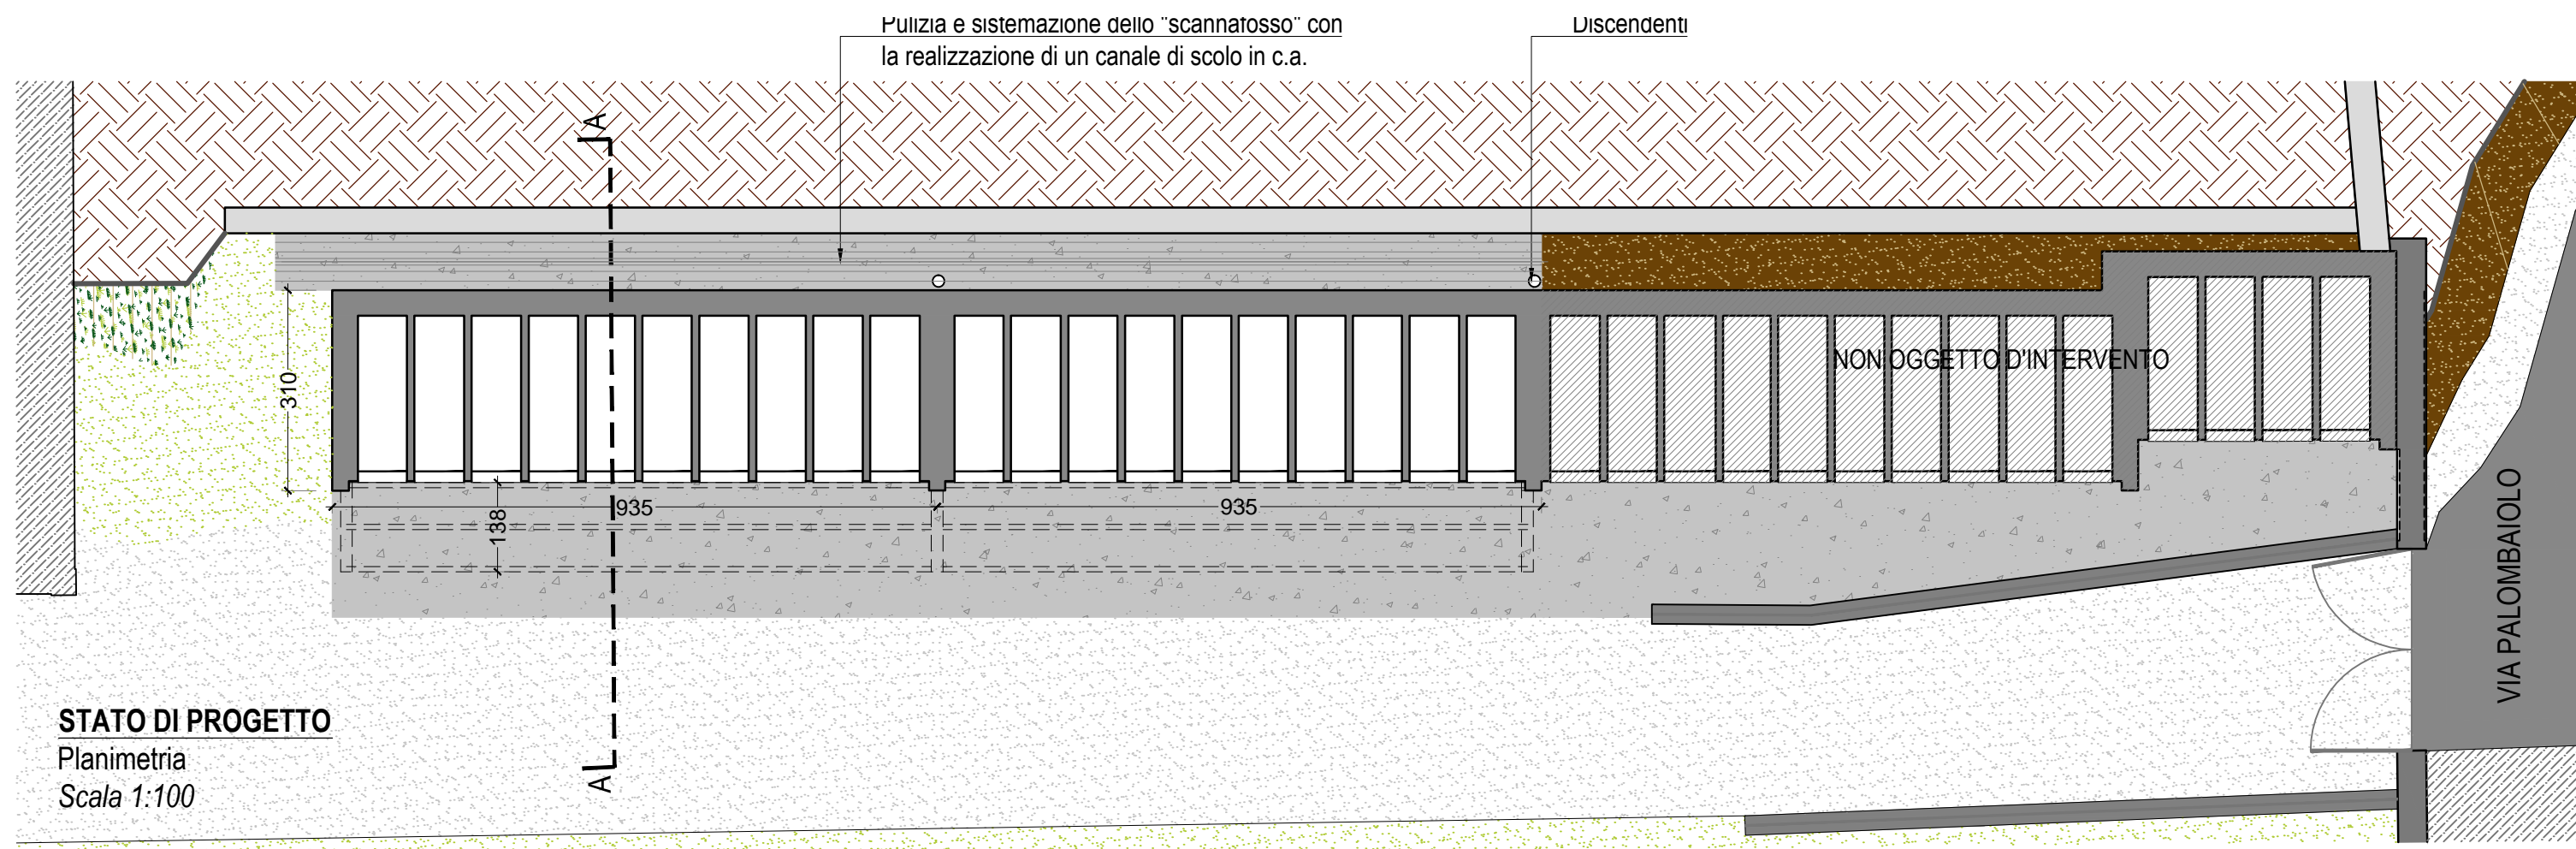 Pulizia e sistemazione dello "scannafosso" con
la realizzazione di un canale di scolo in c.a.
Discendenti
A
310
NON OGGETTO D'INTERVENTO
935
935
138
VIA PALOMBAIOLO
A
STATO DI PROGETTO
Planimetria
Scala 1:100